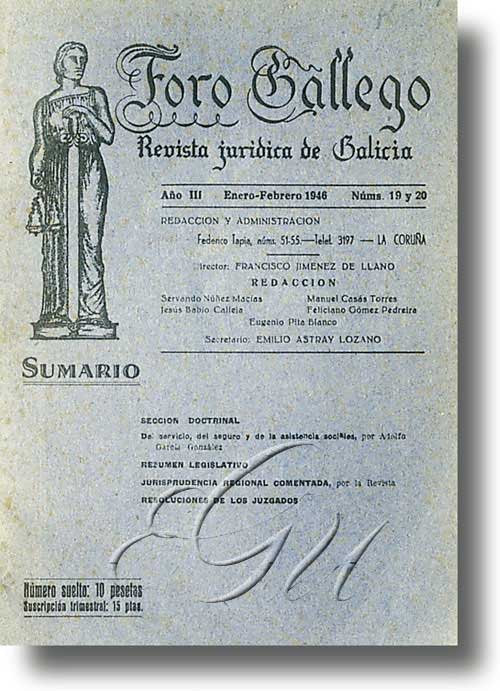 Foro Gallego
Revista juridica de Galicia
Año III Enero-Febrero 1946 Núms. 19 y 20
REDACCION Y ADMINISTRACION
Federico Tapia, núms. 51-55.—Telef. 3197 — LA CORUÑA
Director: FRANCISCO JIMENEZ DE LLANO
REDACCION
Servando Núñez Macías Manuel Casás Torres
Jesús Babío Calleja Feliciano Gómez Pedreira
Eugenio Pita Blanco
Secretario: EMILIO ASTRAY LOZANO
SUMARIO
SECCION DOCTRINAL
Del servicio, del seguro y de la asistencia sociales, por Adolfo
García González
RESUMEN LEGISLATIVO
JURISPRUDENCIA REGIONAL COMENTADA, por la Revista
RESOLUCIONES DE LOS JUZGADOS
Número suelto: 10 pesetas
Suscripción trimestral: 15 ptas.